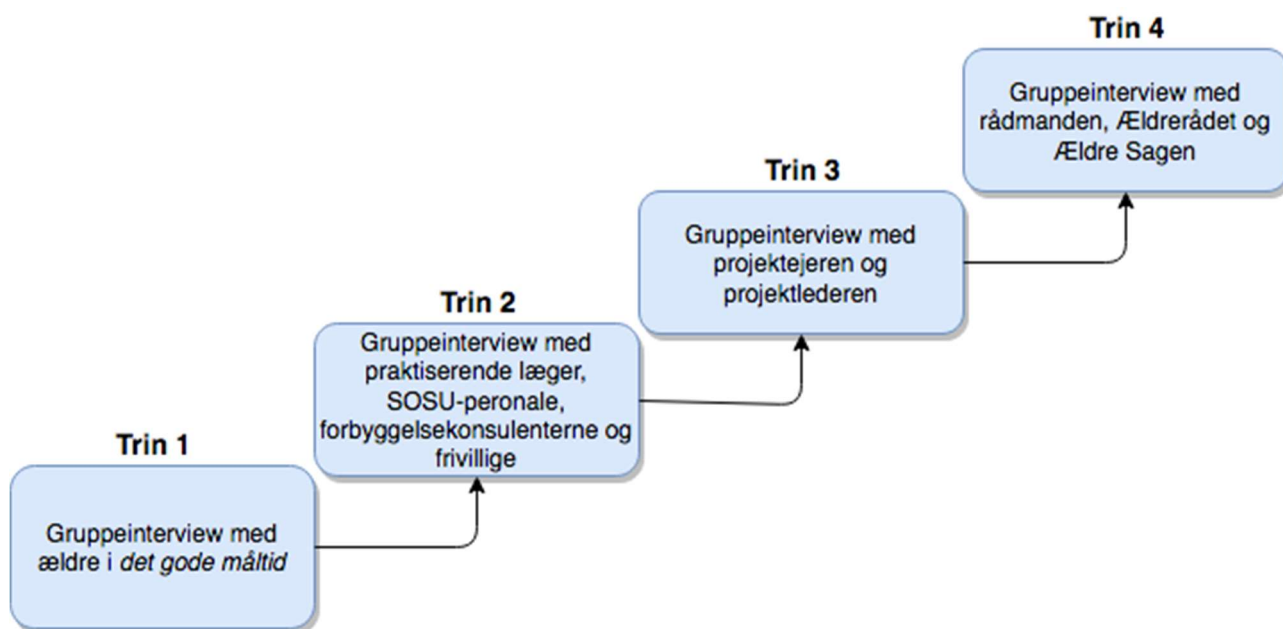 Trin 1
Gruppeinterview med
ældre i det gode måltid
Trin 2
Gruppeinterview med
praktiserende læger,
SOSU-peronale,
forbyggelsekonsulenterne og
frivillige
Trin 3
Gruppeinterview med
projektejeren og
projektlederen
Trin 4
Gruppeinterview med
rådmanden, Ældrerådet og
Ældre Sagen